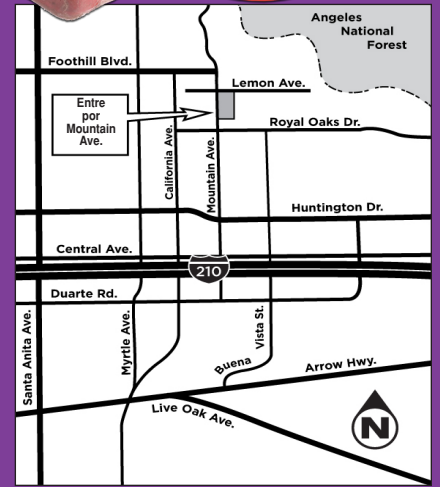 Angeles
National
Forest
Foothill Blvd.
Lemon Ave.
Entre
por
Mountain
Ave.
Royal Oaks Dr.
California Ave.
Mountain Ave.
Huntington Dr.
Central Ave.
210
Duarte Rd.
Santa Anita Ave.
Myrtle Ave.
Vista St.
Buena
Arrow Hwy.
Live Oak Ave.
N